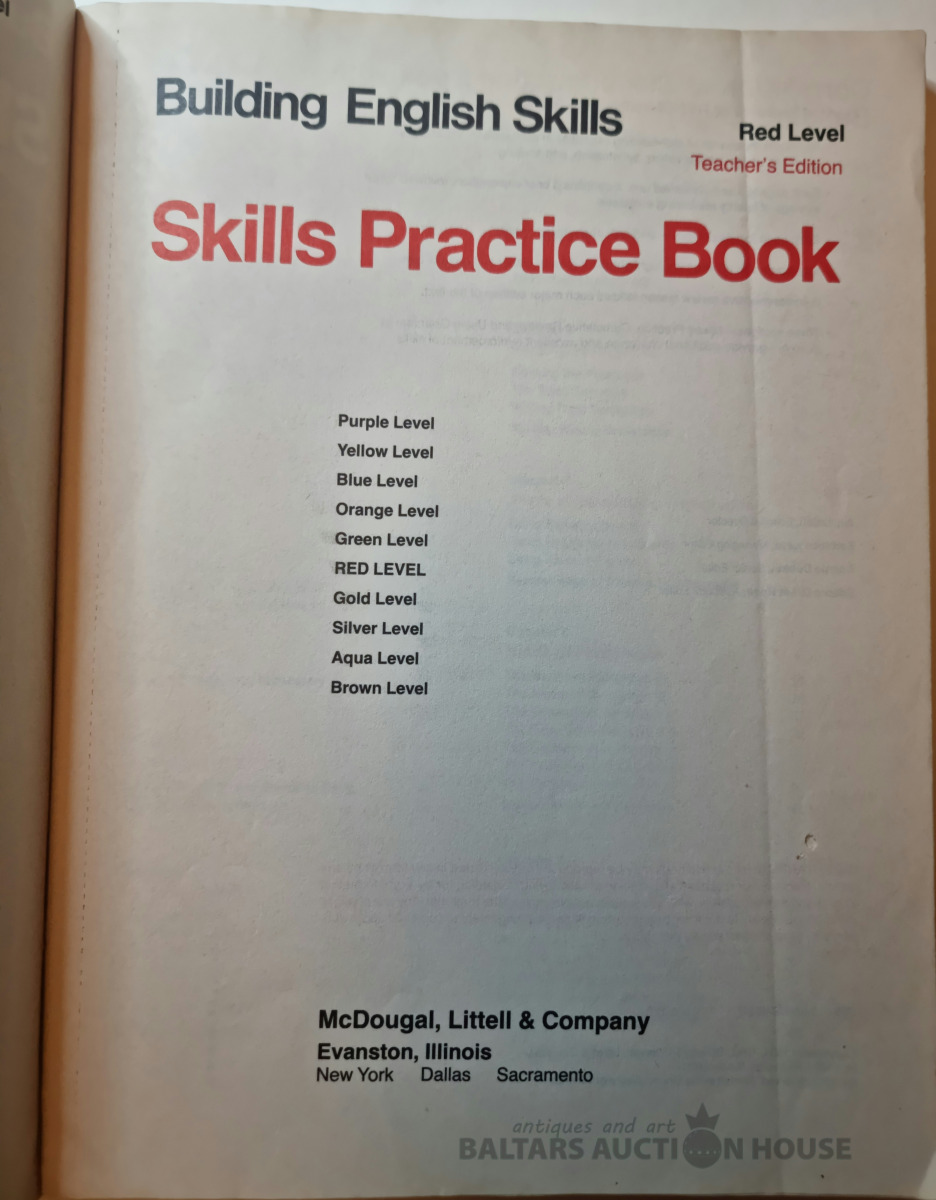 Building English Skills
Red Level
Teacher's Edition
Skills Practice Book
Purple Level
Yellow Level
Blue Level
Orange Level
Green Level
RED LEVEL
Gold Level
Silver Level
Aqua Level
Brown Level
McDougal, Littell & Company
Evanston, Illinois
New York Dallas Sacramento
antiques and art
BALTARS AUCTION HOUSE